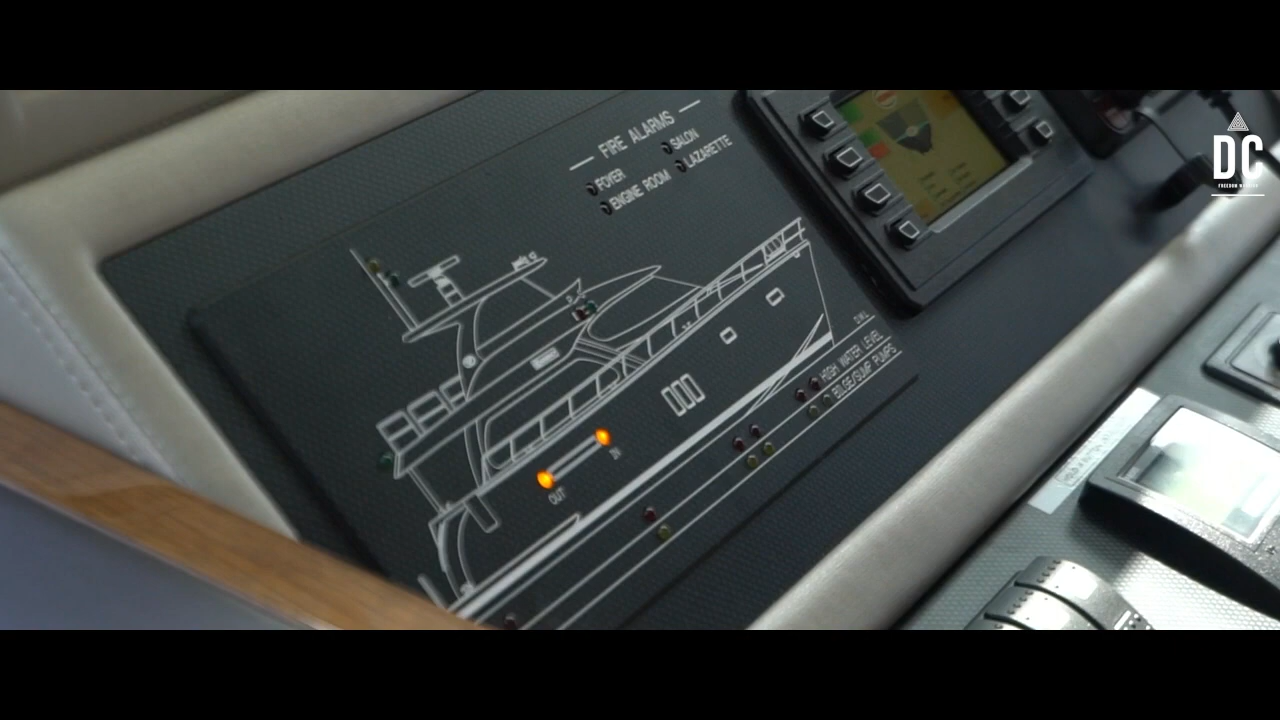 FIRE ALARMS
FOYER
SALON
ENGINE ROOM
LAZARETTE
DC
D.W.L.
HIGH WATER LEVEL
BILGE/SUMP PUMPS
IN
OUT